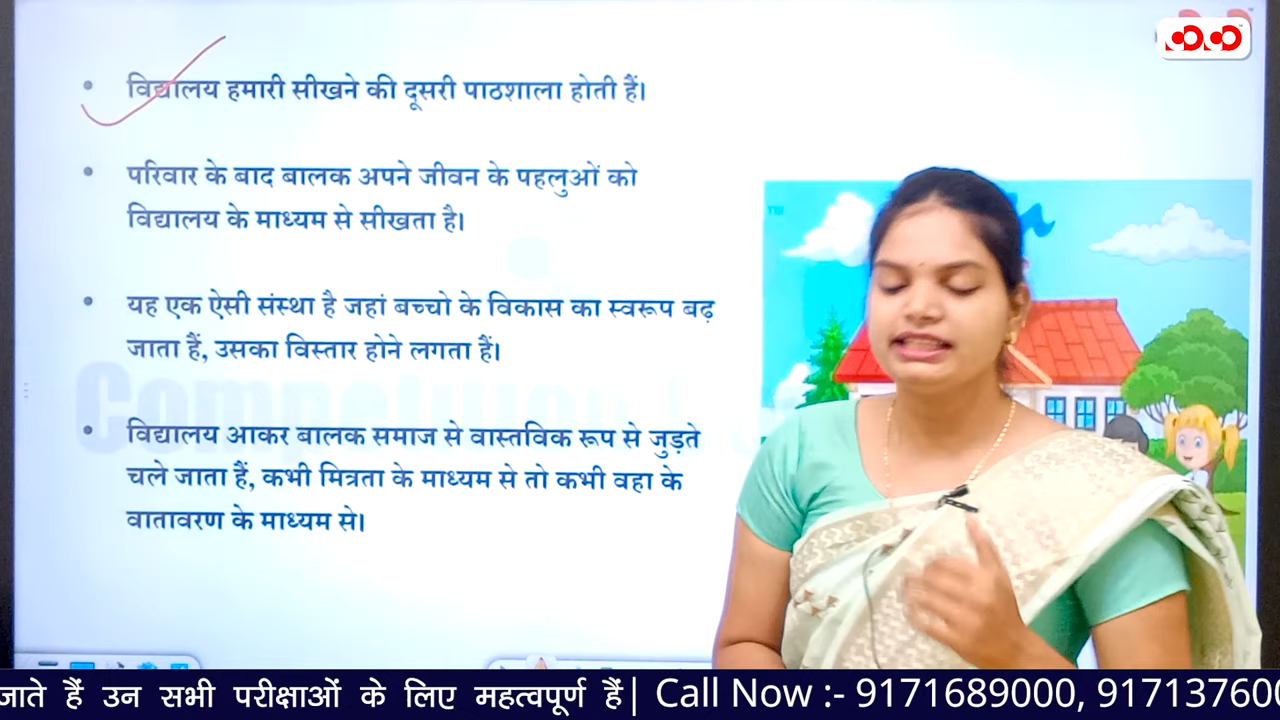 विद्यालय हमारी सीखने की दूसरी पाठशाला होती हैं।
परिवार के बाद बालक अपने जीवन के पहलुओं को
विद्यालय के माध्यम से सीखता है।
यह एक ऐसी संस्था है जहां बच्चो के विकास का स्वरूप बढ़
जाता हैं, उसका विस्तार होने लगता हैं।
विद्यालय आकर बालक समाज से वास्तविक रूप से जुड़ते
चले जाता हैं, कभी मित्रता के माध्यम से तो कभी वहा के
वातावरण के माध्यम से।
जाते हैं उन सभी परीक्षाओं के लिए महत्वपूर्ण हैं| Call Now :- 9171689000, 917137600